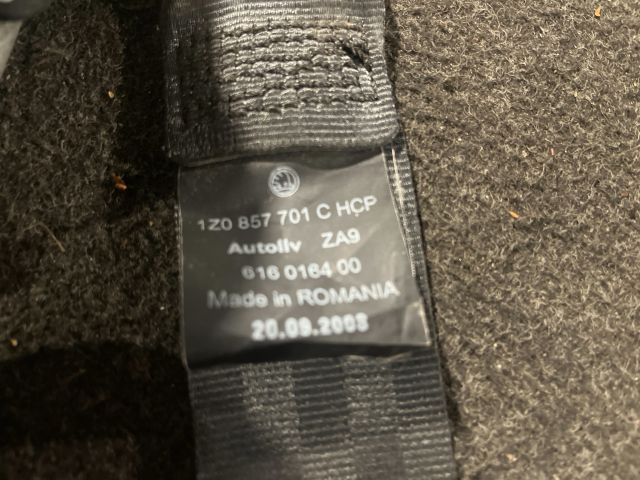 1Z0 857 701 C HCP
Autoliv ZA9
616 0164 00
Made in ROMANIA
20.09.2008